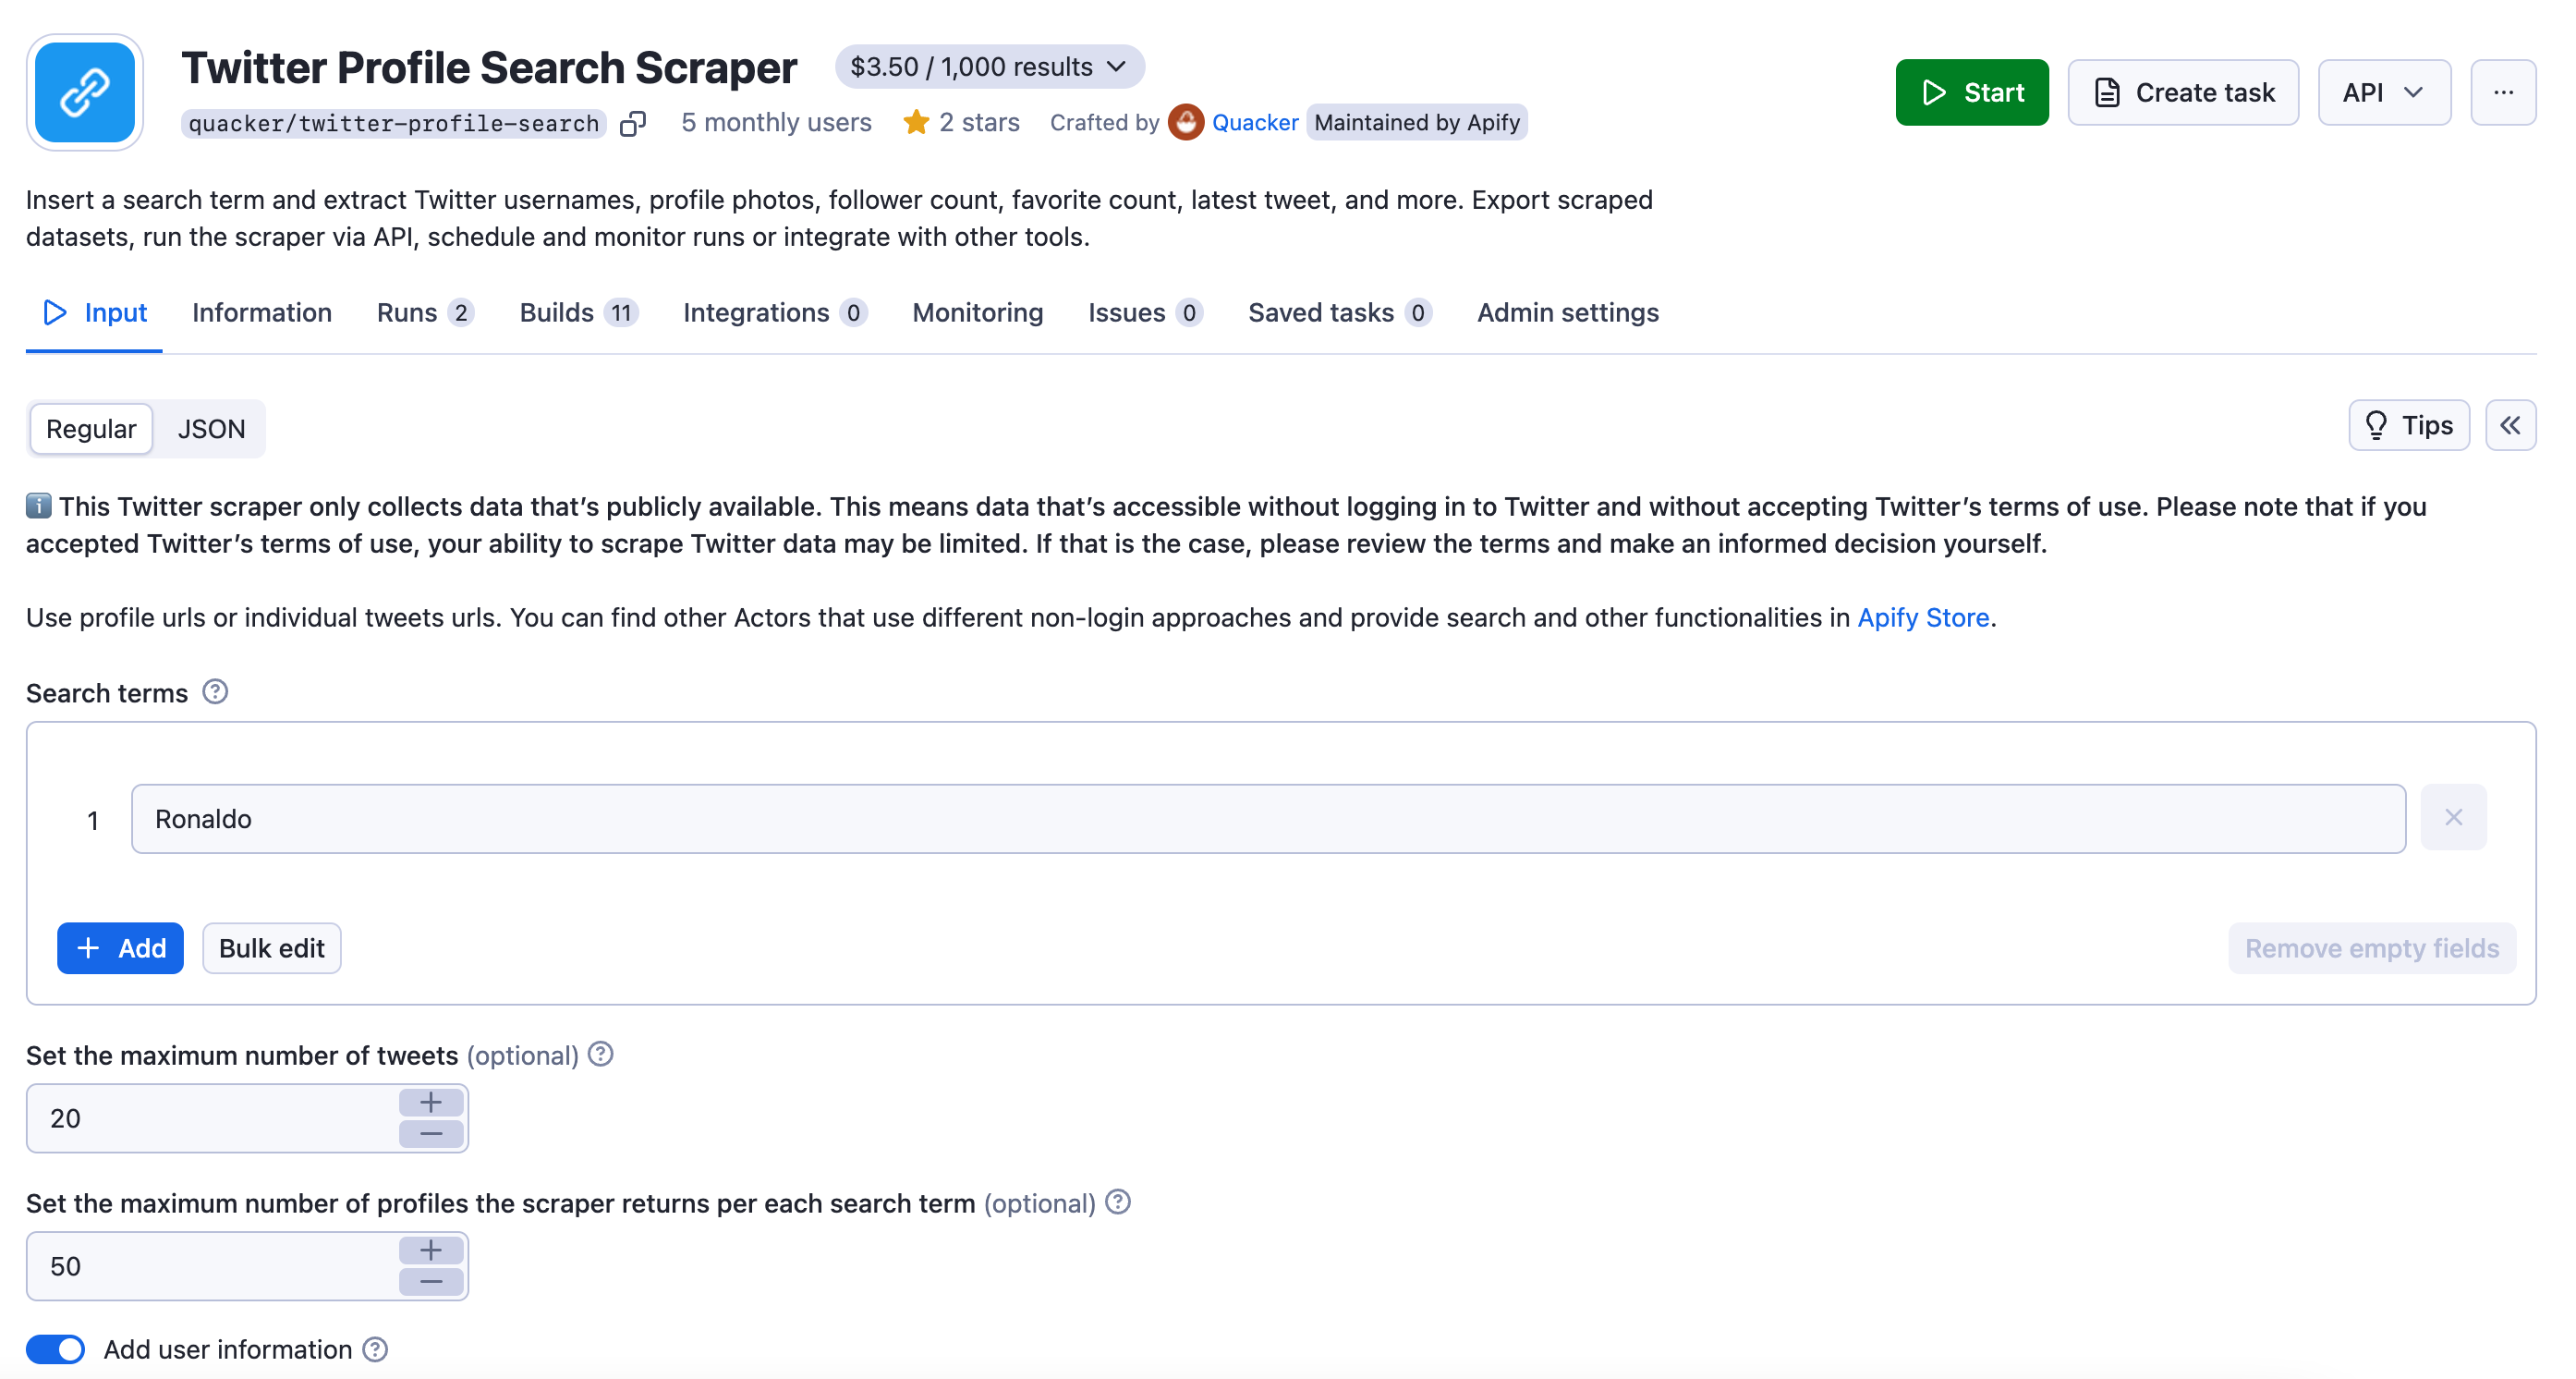 Twitter Profile Search Scraper
$3.50 / 1,000 results
Start
Create task
API
...
quacker/twitter-profile-search
5 monthly users
2 stars
Crafted by Quacker
Maintained by Apify
Insert a search term and extract Twitter usernames, profile photos, follower count, favorite count, latest tweet, and more. Export scraped
datasets, run the scraper via API, schedule and monitor runs or integrate with other tools.
Input
Information
Runs 2
Builds 11
Integrations 0
Monitoring
Issues 0
Saved tasks 0
Admin settings
Regular
JSON
Tips
ℹ️ This Twitter scraper only collects data that’s publicly available. This means data that’s accessible without logging in to Twitter and without accepting Twitter’s terms of use. Please note that if you
accepted Twitter’s terms of use, your ability to scrape Twitter data may be limited. If that is the case, please review the terms and make an informed decision yourself.
Use profile urls or individual tweets urls. You can find other Actors that use different non-login approaches and provide search and other functionalities in Apify Store.
Search terms
1
Ronaldo
+ Add
Bulk edit
Remove empty fields
Set the maximum number of tweets (optional)
20
Set the maximum number of profiles the scraper returns per each search term (optional)
50
Add user information